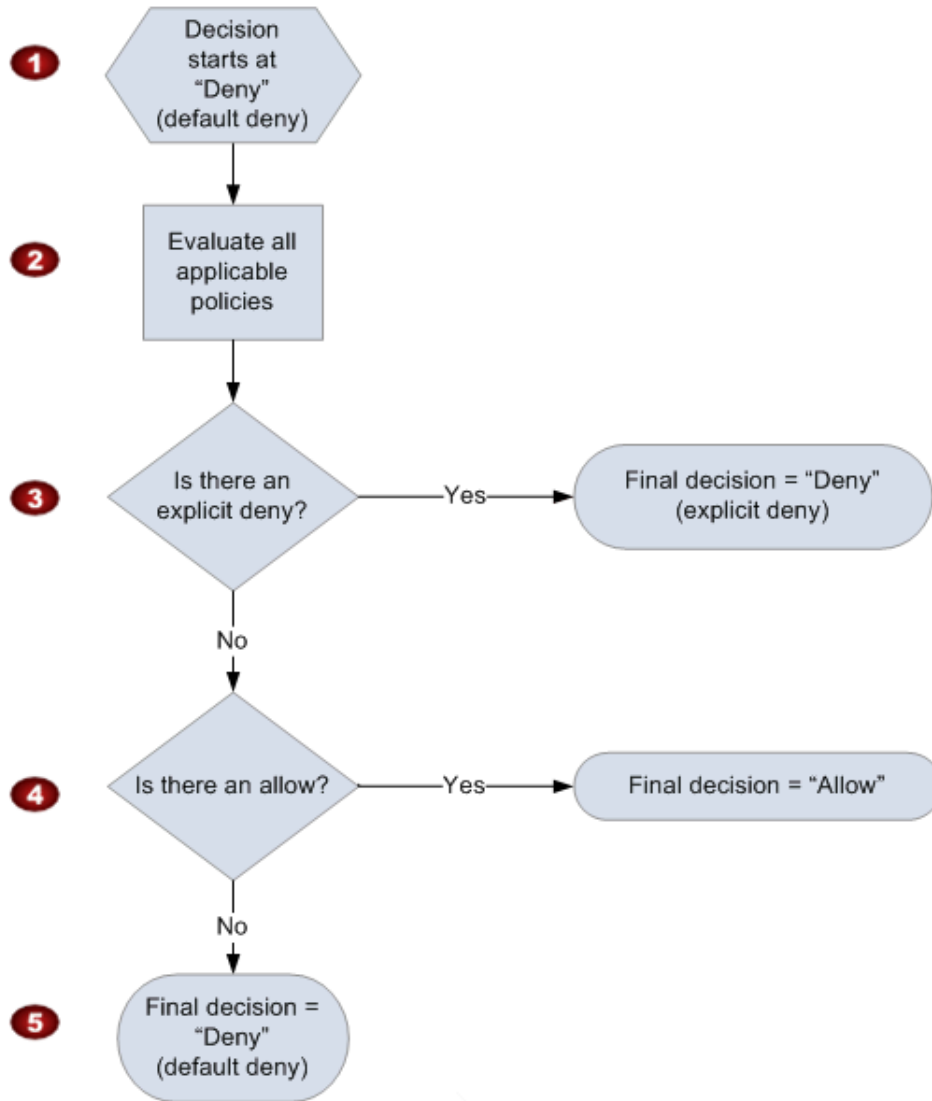 1
Decision
starts at
“Deny”
(default deny)
2
Evaluate all
applicable
policies
3
Is there an
explicit deny?
Yes
Final decision = “Deny”
(explicit deny)
No
4
Is there an allow?
Yes
Final decision = “Allow”
No
5
Final decision =
“Deny”
(default deny)